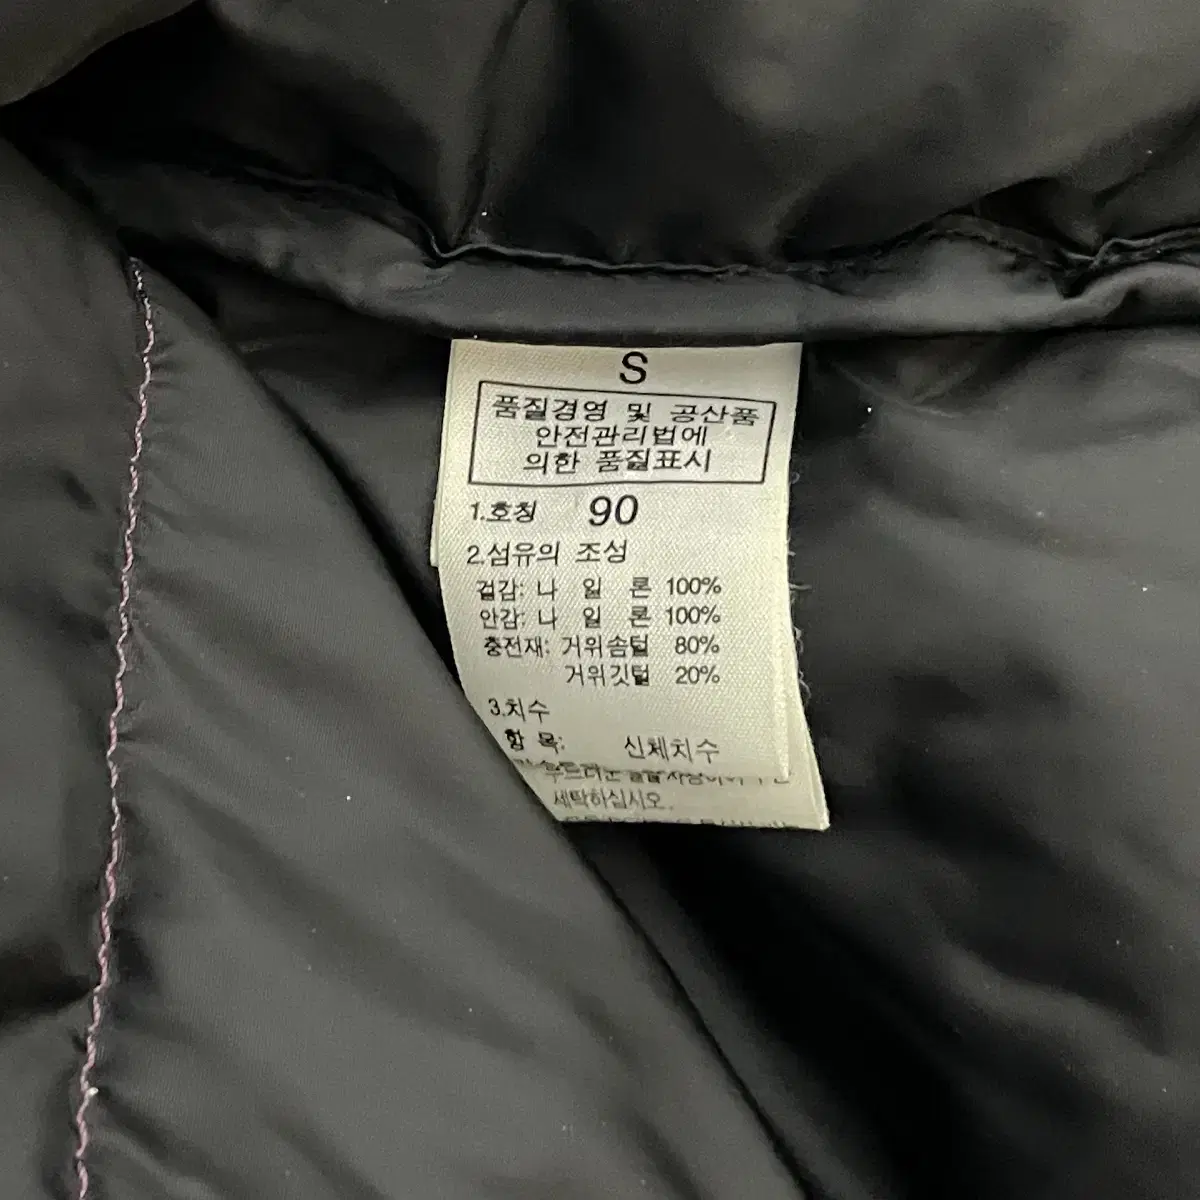 S
품질경영 및 공산품
안전관리법에
의한 품질표시
1.호칭 90
2.섬유의 조성
겉감: 나 일 론 100%
안감: 나 일 론 100%
충전재: 거위솜털 80%
거위깃털 20%
3.치수
항 목: 신체치수
세탁하십시오.